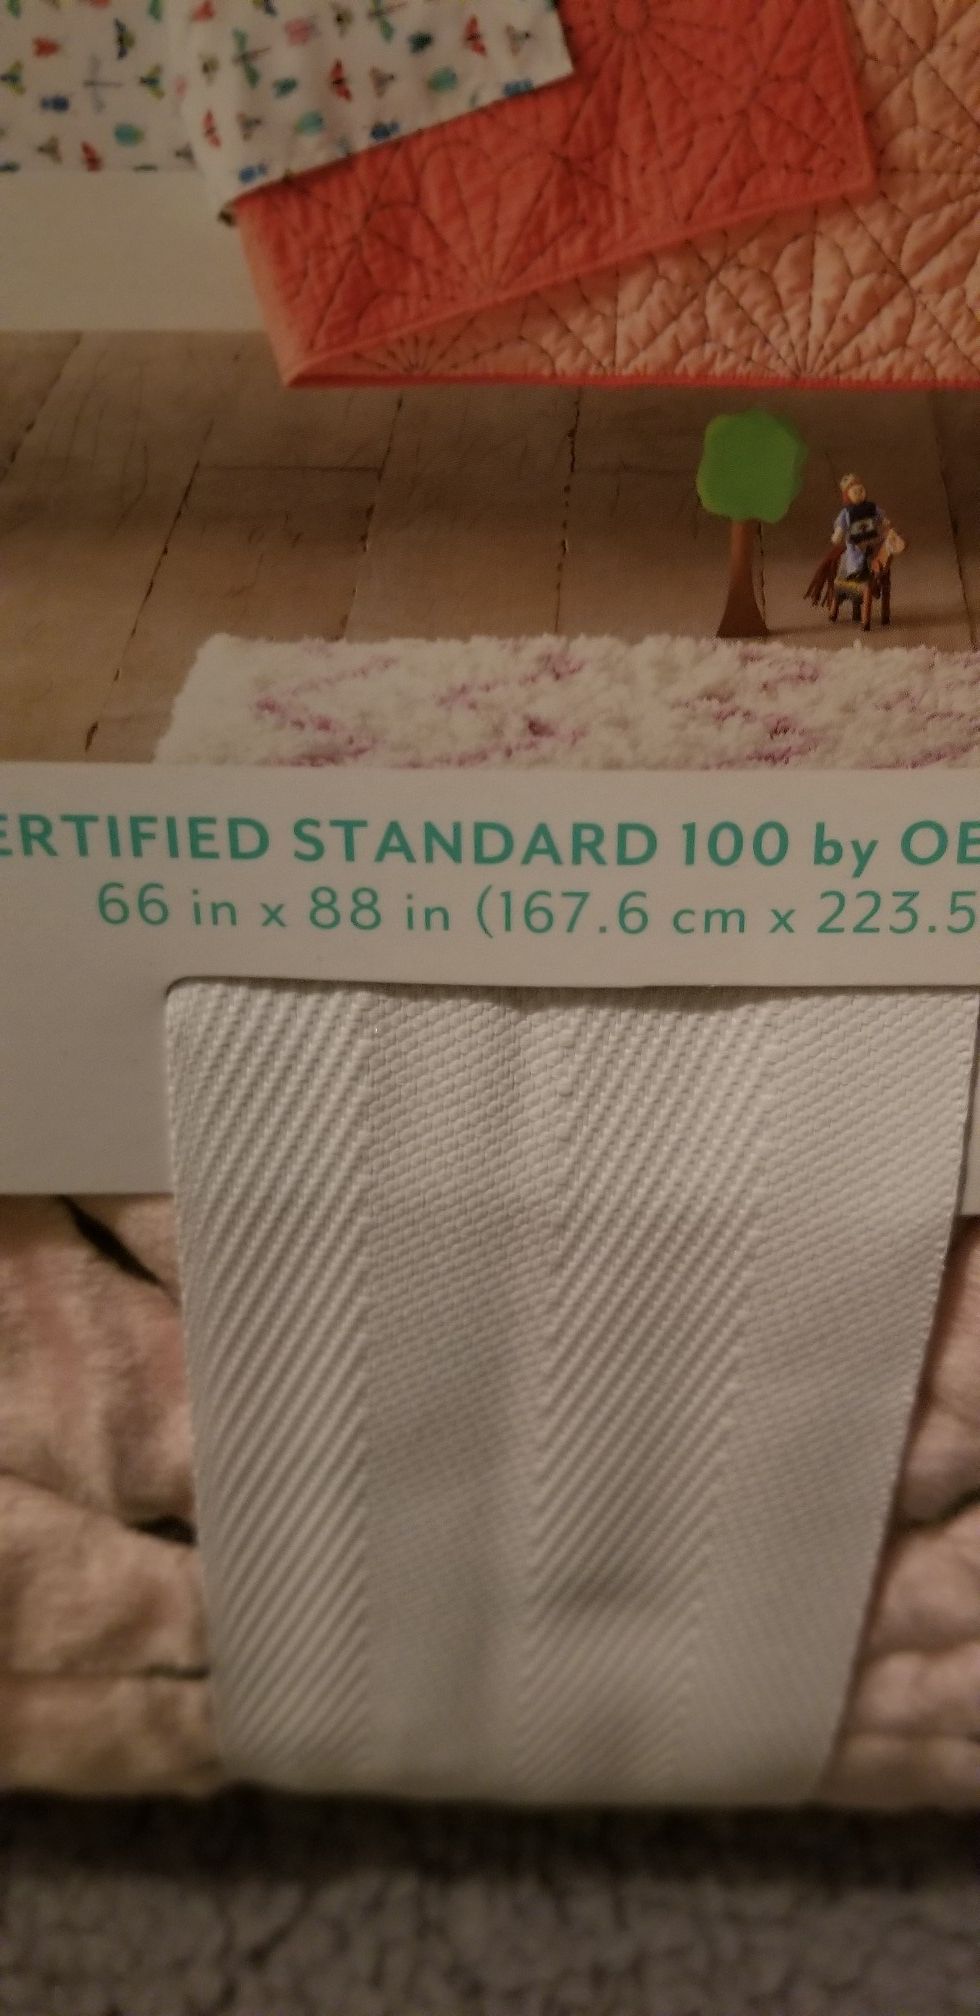 ERTIFIED STANDARD 100 by OE
66 in x 88 in (167.6 cm x 223.5